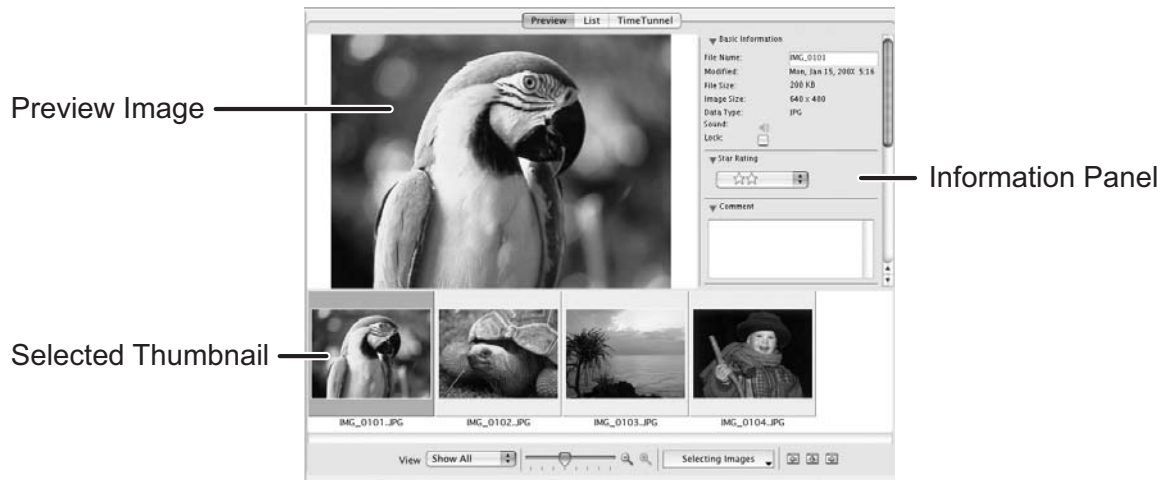 Preview List TimeTunnel
Basic Information
File Name: IMG_0101
Modified: Mon, Jan 15, 200X 5:16
File Size: 200 KB
Image Size: 640 x 480
Data Type: JPG
Sound:
Lock:
Star Rating
Comment
Preview Image
Information Panel
Selected Thumbnail
IMG_0101.JPG IMG_0102.JPG IMG_0103.JPG IMG_0104.JPG
View Show All Selecting Images